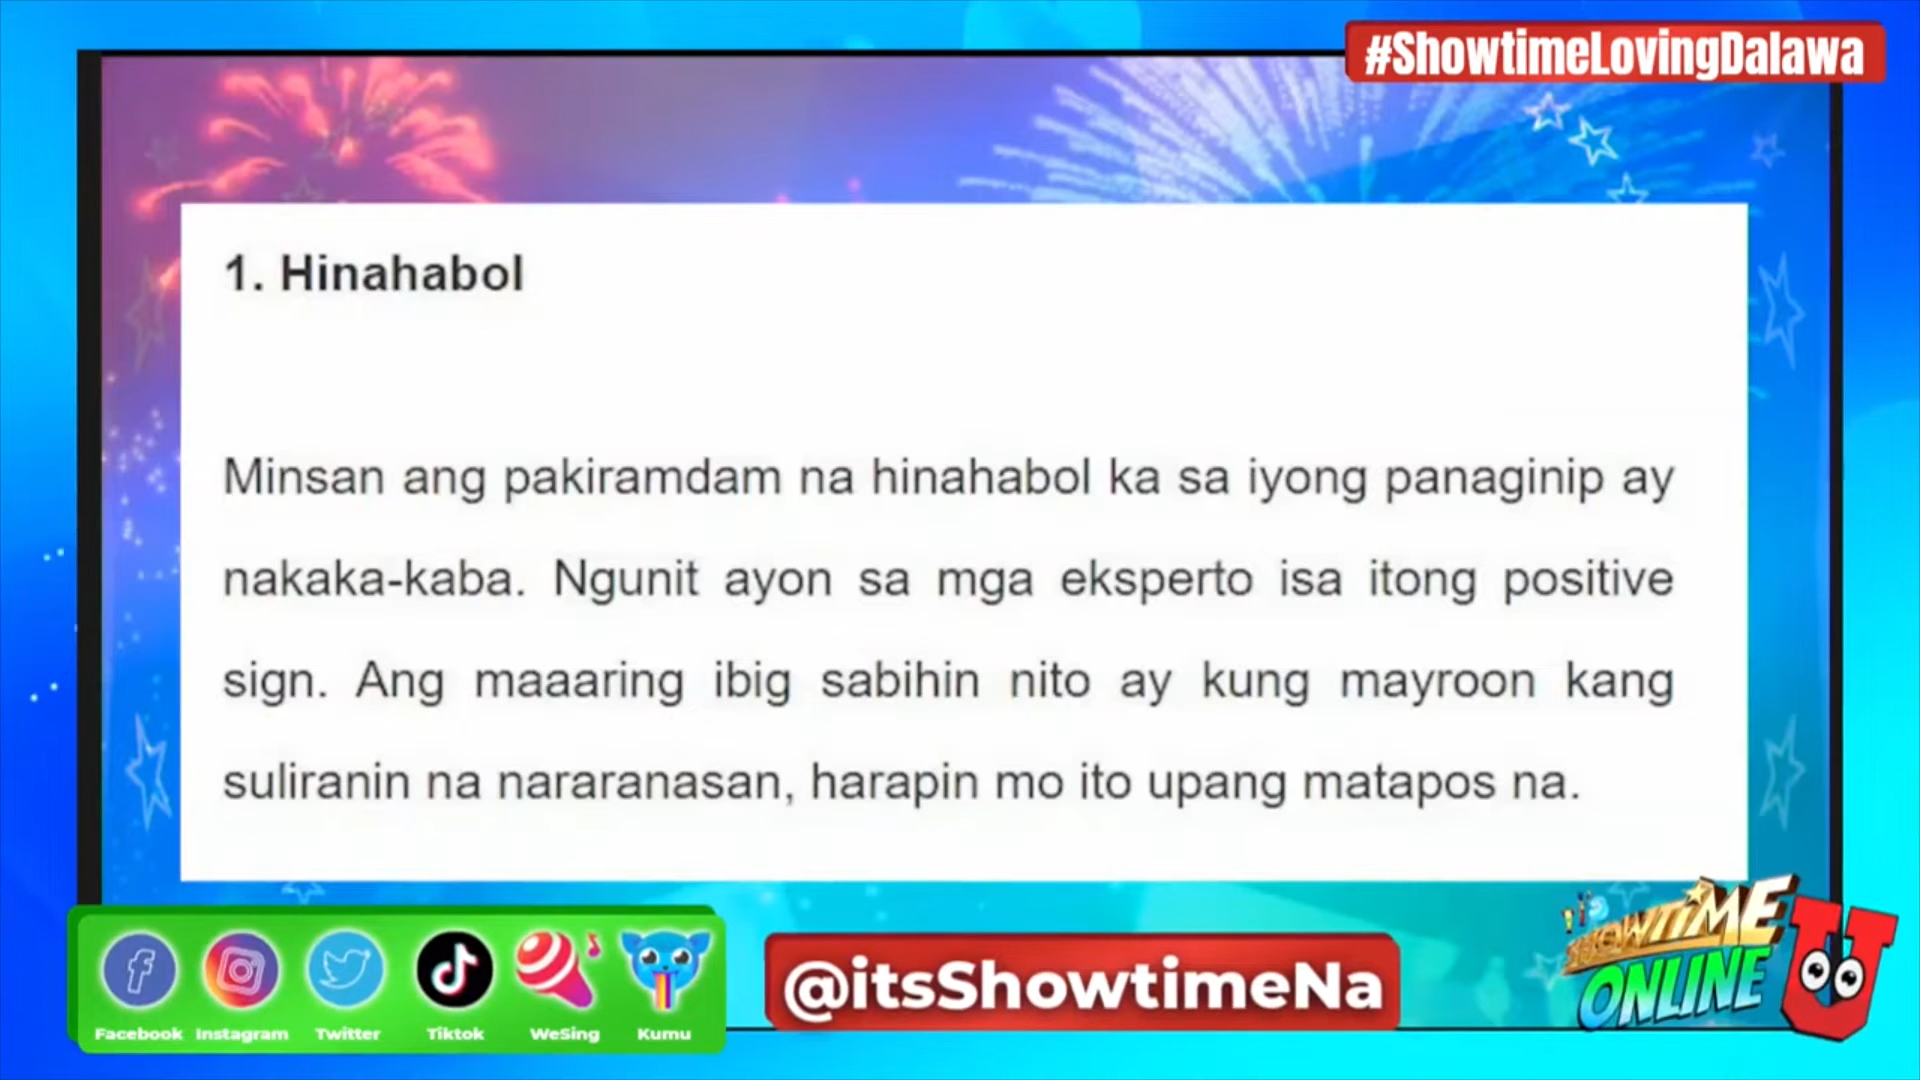 #ShowtimeLovingDalawa
1. Hinahabol
Minsan ang pakiramdam na hinahabol ka sa iyong panaginip ay
nakaka-kaba. Ngunit ayon sa mga eksperto isa itong positive
sign. Ang maaaring ibig sabihin nito ay kung mayroon kang
suliranin na nararanasan, harapin mo ito upang matapos na.
Facebook Instagram Twitter Tiktok WeSing Kumu
@itsShowtimeNa
SHOWTiME
ONLINE U